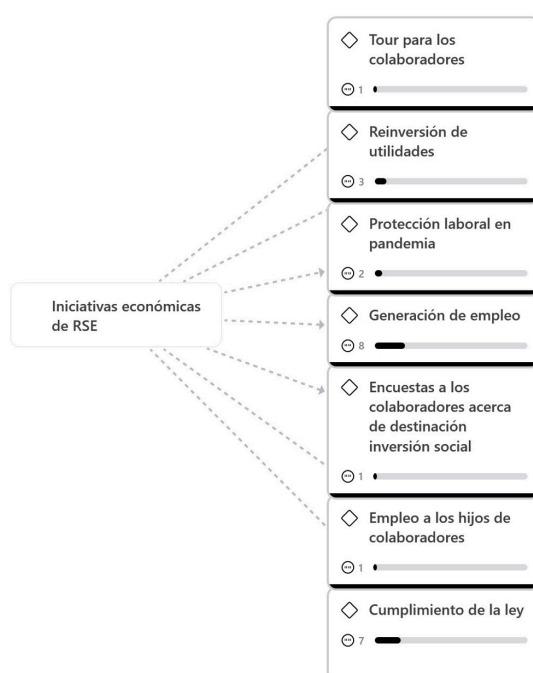 Tour para los
colaboradores
1
Reinversión de
utilidades
3
Protección laboral en
pandemia
2
Iniciativas económicas
de RSE
Generación de empleo
8
Encuestas a los
colaboradores acerca
de destinación
inversión social
1
Empleo a los hijos de
colaboradores
1
Cumplimiento de la ley
7